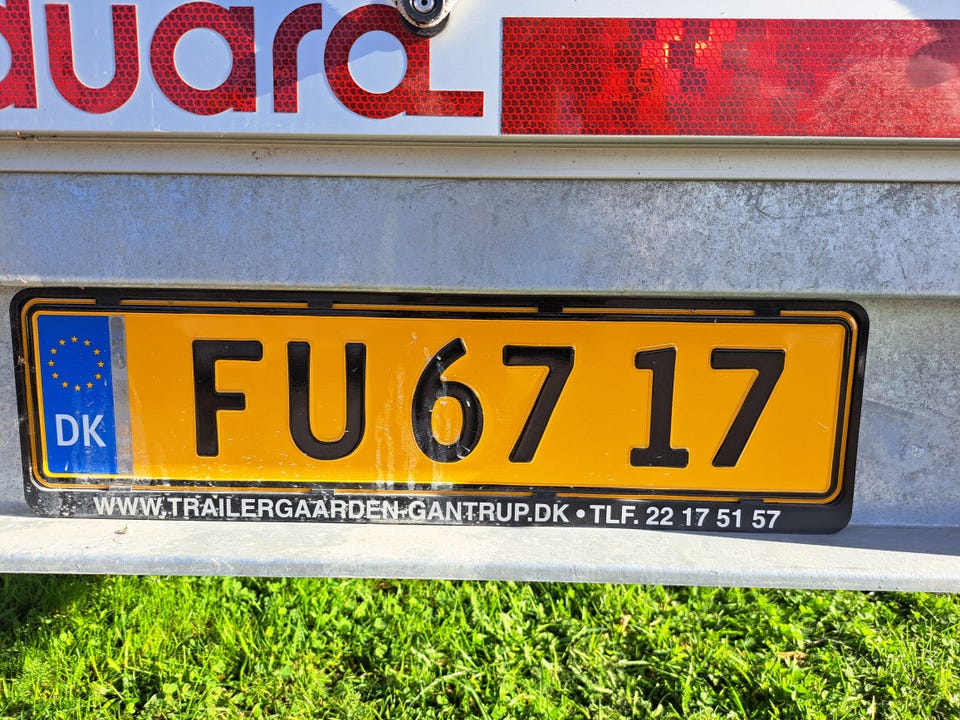 DK
FU 67 17
WWW.TRAILERGAARDEN-GANTRUP.DK • TLF. 22 17 51 57